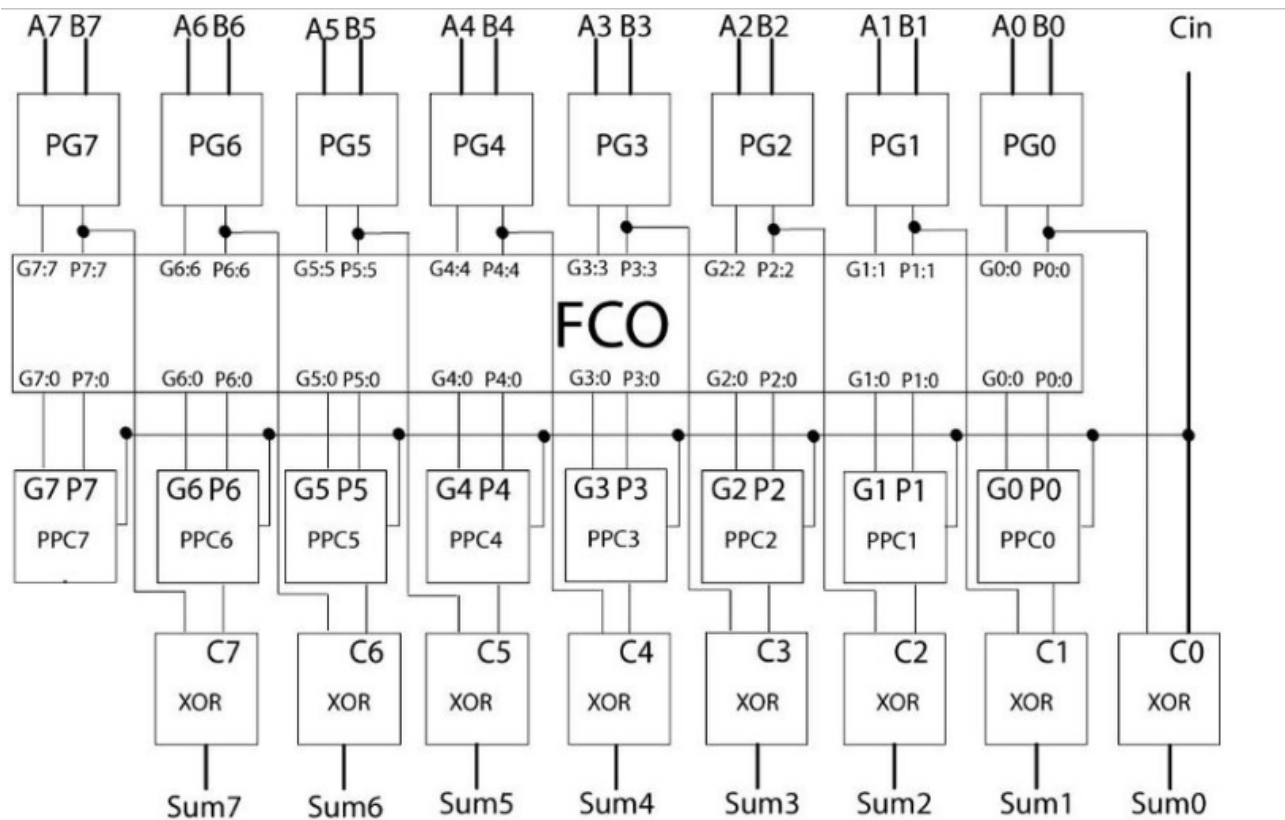 A7 B7 A6 B6 A5 B5 A4 B4 A3 B3 A2 B2 A1 B1 A0 B0 Cin
PG7 PG6 PG5 PG4 PG3 PG2 PG1 PG0
G7:7 P7:7 G6:6 P6:6 G5:5 P5:5 G4:4 P4:4 G3:3 P3:3 G2:2 P2:2 G1:1 P1:1 G0:0 P0:0
FCO
G7:0 P7:0 G6:0 P6:0 G5:0 P5:0 G4:0 P4:0 G3:0 P3:0 G2:0 P2:0 G1:0 P1:0 G0:0 P0:0
G7 P7 G6 P6 G5 P5 G4 P4 G3 P3 G2 P2 G1 P1 G0 P0
PPC7 PPC6 PPC5 PPC4 PPC3 PPC2 PPC1 PPC0
C7 C6 C5 C4 C3 C2 C1 C0
XOR XOR XOR XOR XOR XOR XOR XOR
Sum7 Sum6 Sum5 Sum4 Sum3 Sum2 Sum1 Sum0